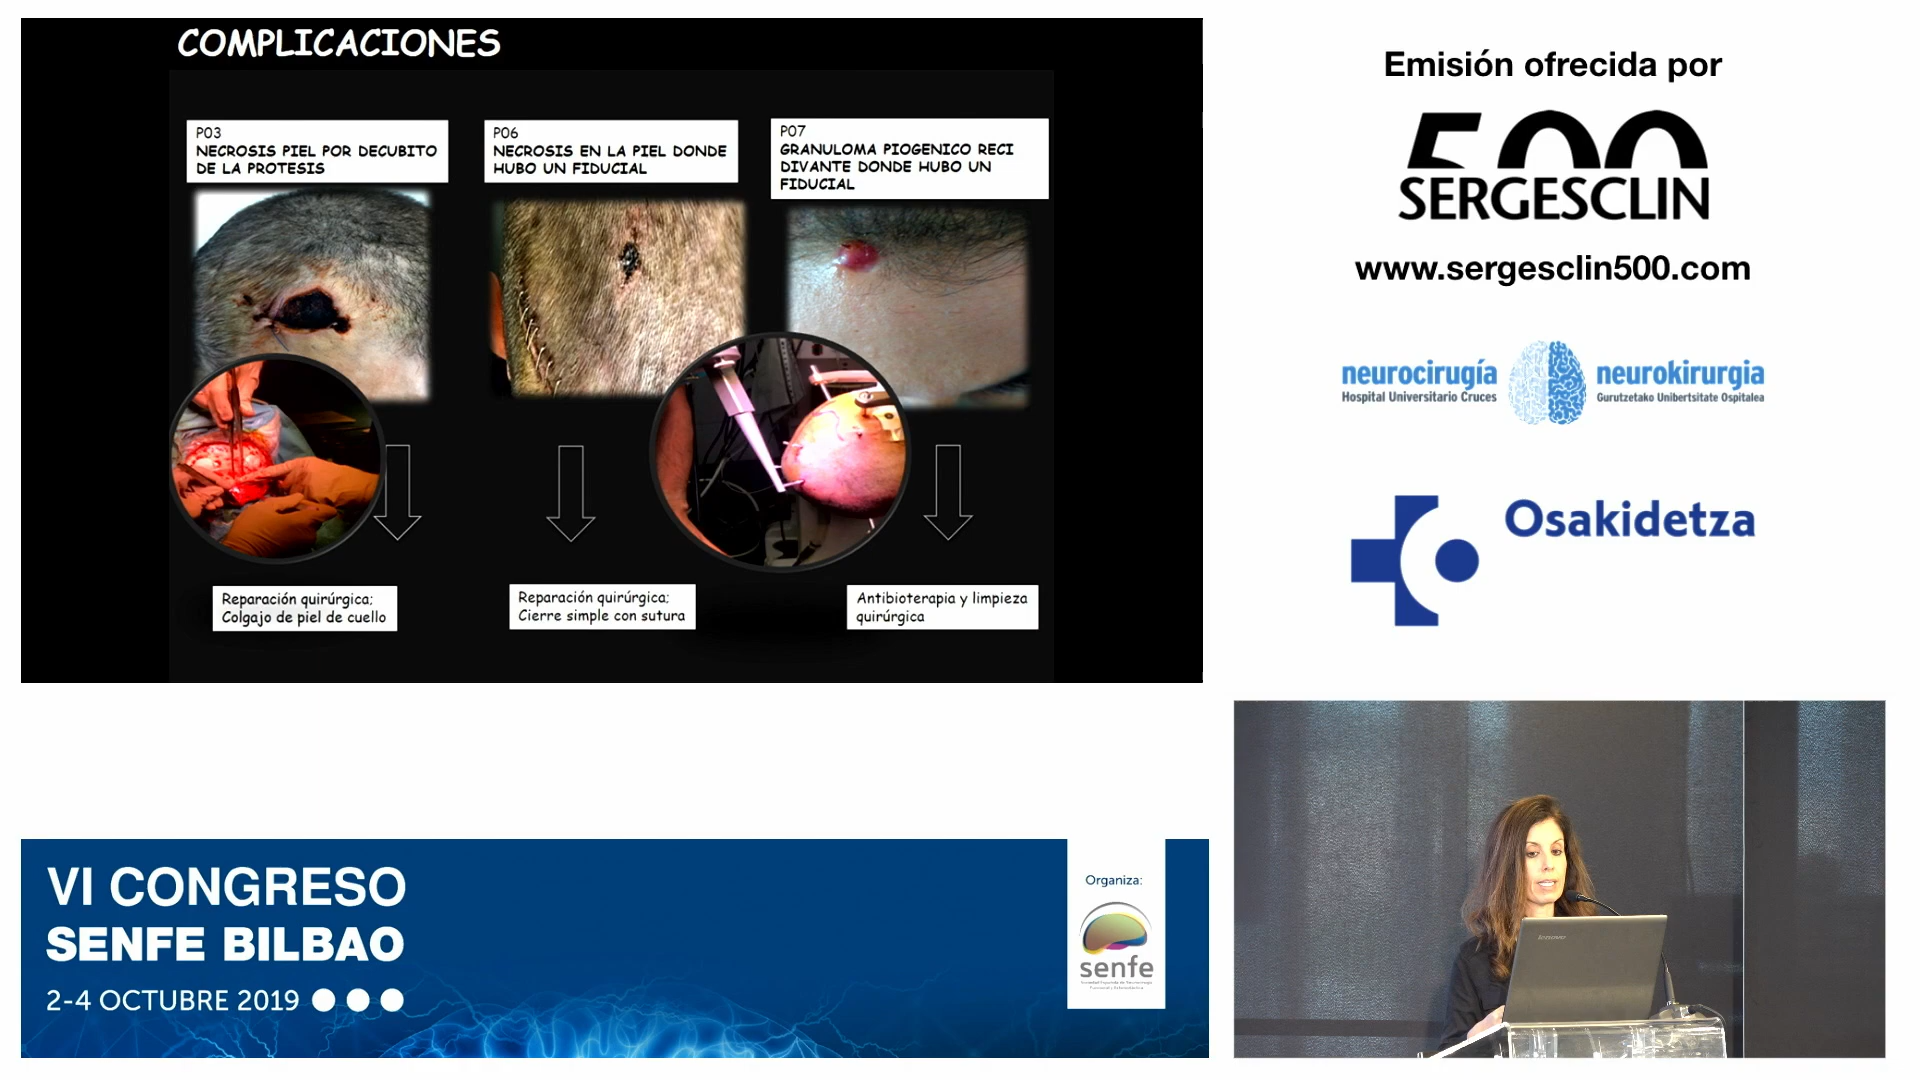 COMPLICACIONES
P03
NECROSIS PIEL POR DECUBITO
DE LA PROTESIS
P06
NECROSIS EN LA PIEL DONDE
HUBO UN FIDUCIAL
P07
GRANULOMA PIOGENICO RECI
DIVANTE DONDE HUBO UN
FIDUCIAL
Reparación quirúrgica;
Colgajo de piel de cuello
Reparación quirúrgica;
Cierre simple con sutura
Antibioterapia y limpieza
quirúrgica
Emisión ofrecida por
500
SERGESCLIN
www.sergesclin500.com
neurocirugía
Hospital Universitario Cruces
neurokirurgia
Gurutzetako Unibertsitate Ospitalea
Osakidetza
VI CONGRESO
SENFE BILBAO
2-4 OCTUBRE 2019
Organiza:
senfe
lenovo